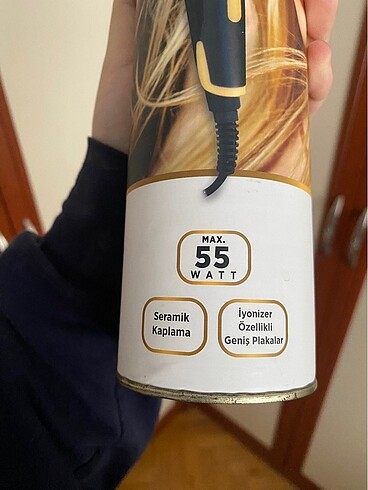 MAX.
55
WATT
Seramik
Kaplama
İyonizer
Özellikli
Geniş Plakalar